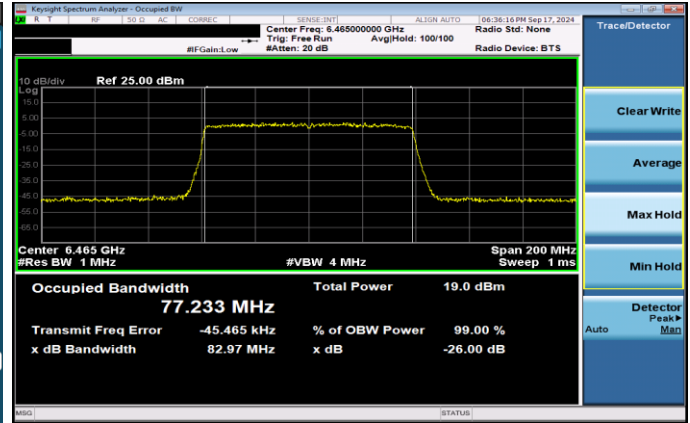 Keysight Spectrum Analyzer - Occupied BW
R T RF 50 Ω AC CORREC SENSE:INT ALIGN AUTO 06:36:16 PM Sep 17, 2024
Center Freq: 6.465000000 GHz Radio Std: None
Trig: Free Run Avg|Hold: 100/100
#IFGain:Low #Atten: 20 dB Radio Device: BTS
Trace/Detector
10 dB/div Ref 25.00 dBm
Log
15.0
5.00
-5.00
-15.0
-25.0
-35.0
-45.0
-55.0
-65.0
Center 6.465 GHz Span 200 MHz
#Res BW 1 MHz #VBW 4 MHz Sweep 1 ms
Occupied Bandwidth Total Power 19.0 dBm
77.233 MHz
Transmit Freq Error -45.465 kHz % of OBW Power 99.00 %
x dB Bandwidth 82.97 MHz x dB -26.00 dB
Clear Write
Average
Max Hold
Min Hold
Detector
Peak▶
Auto Man
MSG STATUS